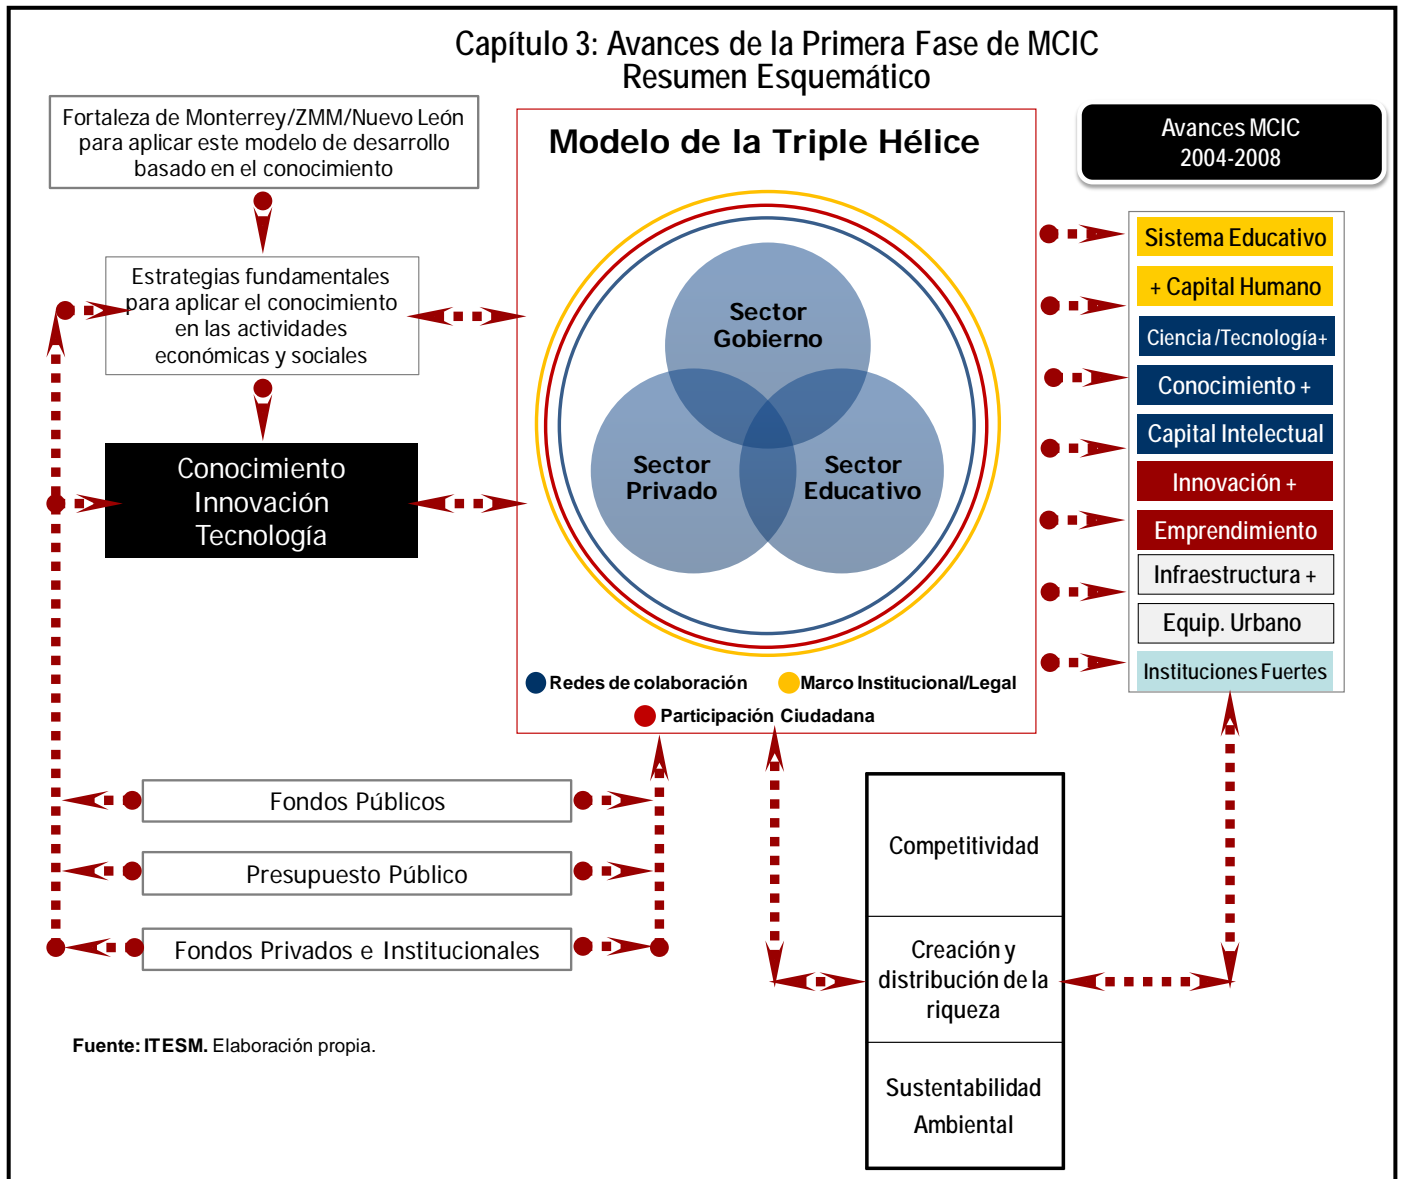 Capítulo 3: Avances de la Primera Fase de MCIC
Resumen Esquemático
Fortaleza de Monterrey/ZMM/Nuevo León
para aplicar este modelo de desarrollo
basado en el conocimiento
Estrategias fundamentales
para aplicar el conocimiento
en las actividades
económicas y sociales
Conocimiento
Innovación
Tecnología
Modelo de la Triple Hélice
Sector
Gobierno
Sector
Privado
Sector
Educativo
Redes de colaboración
Marco Institucional/Legal
Participación Ciudadana
Avances MCIC
2004-2008
Sistema Educativo
+ Capital Humano
Ciencia /Tecnología+
Conocimiento +
Capital Intelectual
Innovación +
Emprendimiento
Infraestructura +
Equip. Urbano
Instituciones Fuertes
Fondos Públicos
Presupuesto Público
Fondos Privados e Institucionales
Competitividad
Creación y
distribución de la
riqueza
Sustentabilidad
Ambiental
Fuente: ITESM. Elaboración propia.